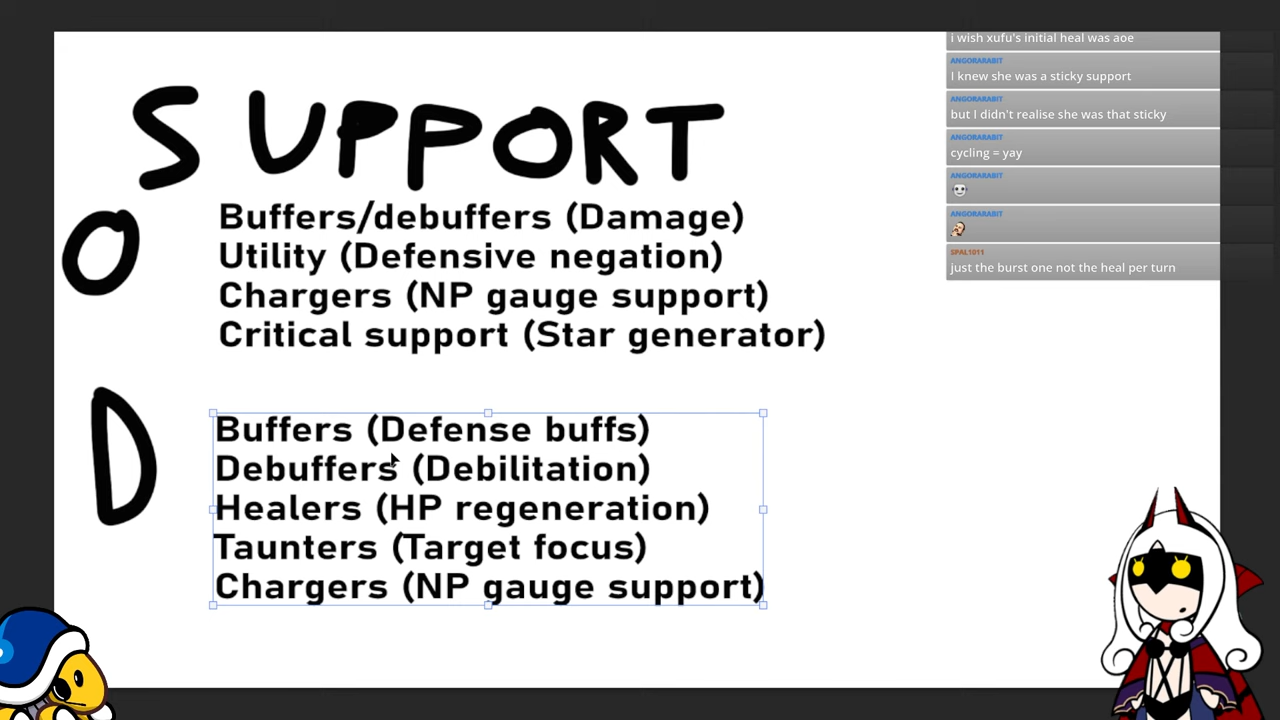 SUPPORT
O
Buffers/debuffers (Damage)
Utility (Defensive negation)
Chargers (NP gauge support)
Critical support (Star generator)
D
Buffers (Defense buffs)
Debuffers (Debilitation)
Healers (HP regeneration)
Taunters (Target focus)
Chargers (NP gauge support)
i wish xufu's initial heal was aoe
ANGORARABIT
I knew she was a sticky support
ANGORARABIT
but I didn't realise she was that sticky
ANGORARABIT
cycling = yay
ANGORARABIT
ANGORARABIT
SPAL1011
just the burst one not the heal per turn